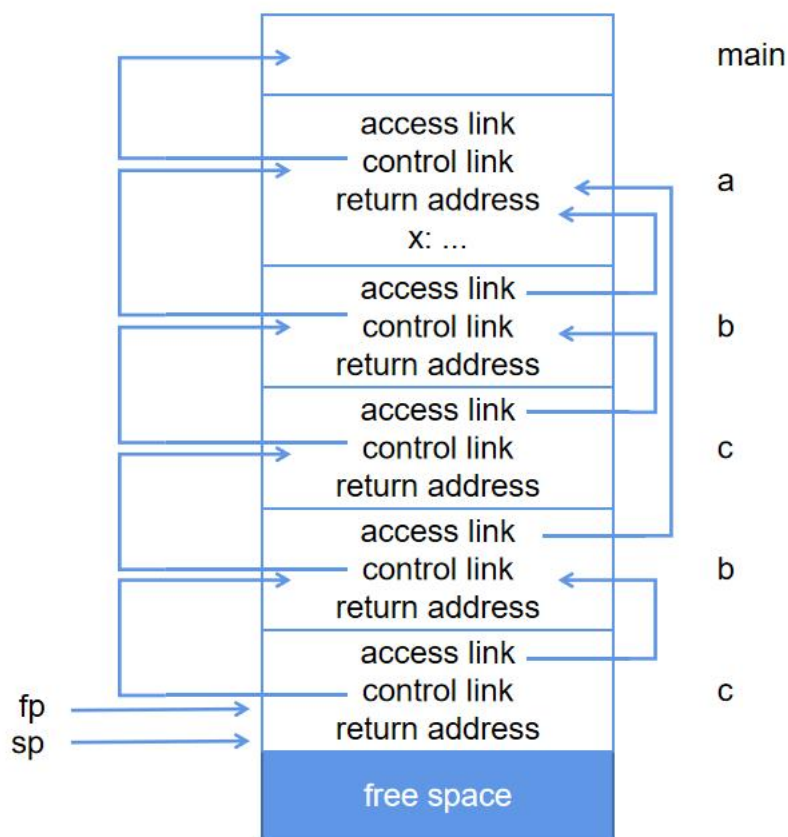 main
access link
control link
return address
x: ...
a
access link
control link
return address
b
access link
control link
return address
c
access link
control link
return address
b
access link
control link
return address
c
fp
sp
free space